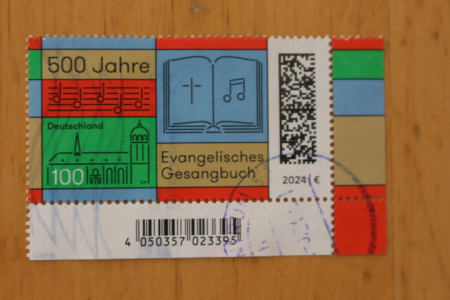 500 Jahre
Deutschland
100
Evangelisches
Gesangbuch
2024 €
4 050357 023395